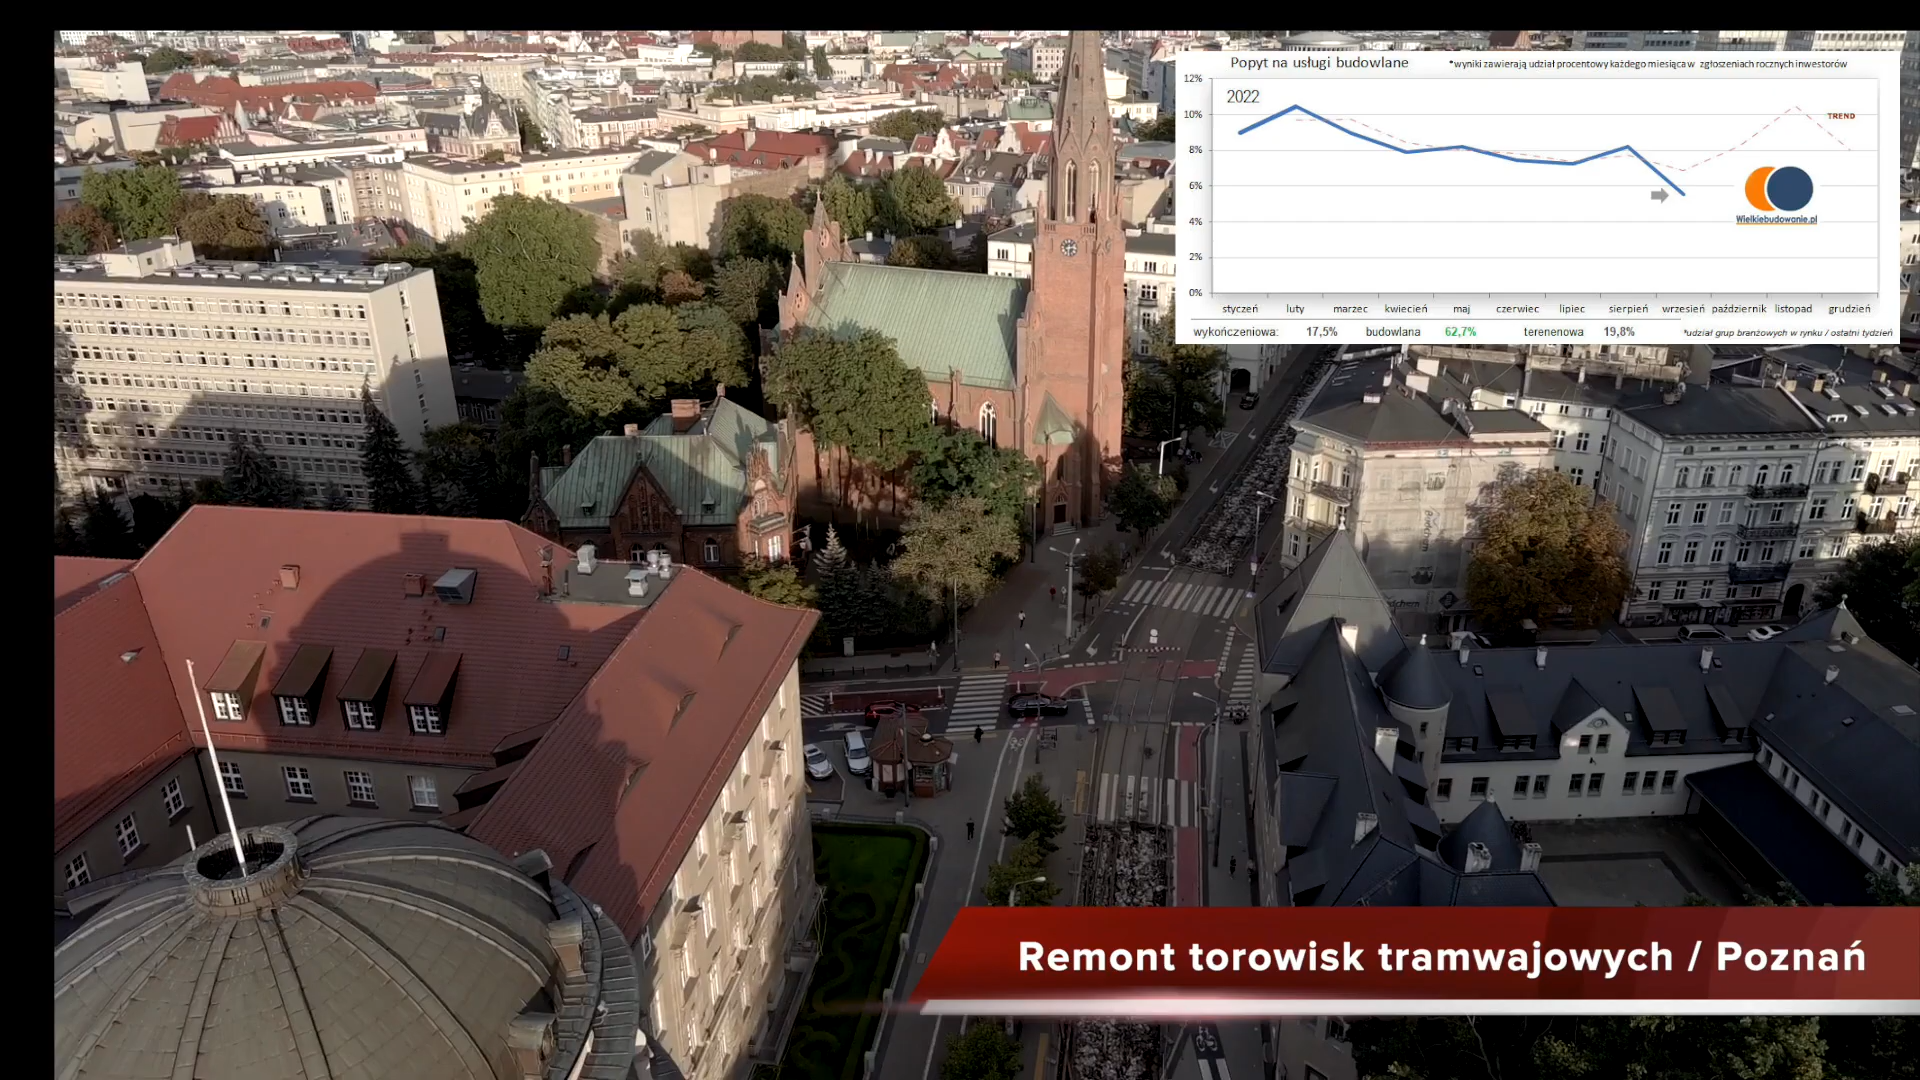 Popyt na usługi budowlane *wyniki zawierają udział procentowy każdego miesiąca w zgłoszeniach rocznych inwestorów
12%
2022
10%
TREND
8%
6%
4%
Wielkiebudowanie.pl
2%
0%
styczeń luty marzec kwiecień maj czerwiec lipiec sierpień wrzesień październik listopad grudzień
wykończeniowa: 17,5% budowlana 62,7% terenenowa 19,8% *udział grup branżowych w rynku / ostatni tydzień
Remont torowisk tramwajowych / Poznań